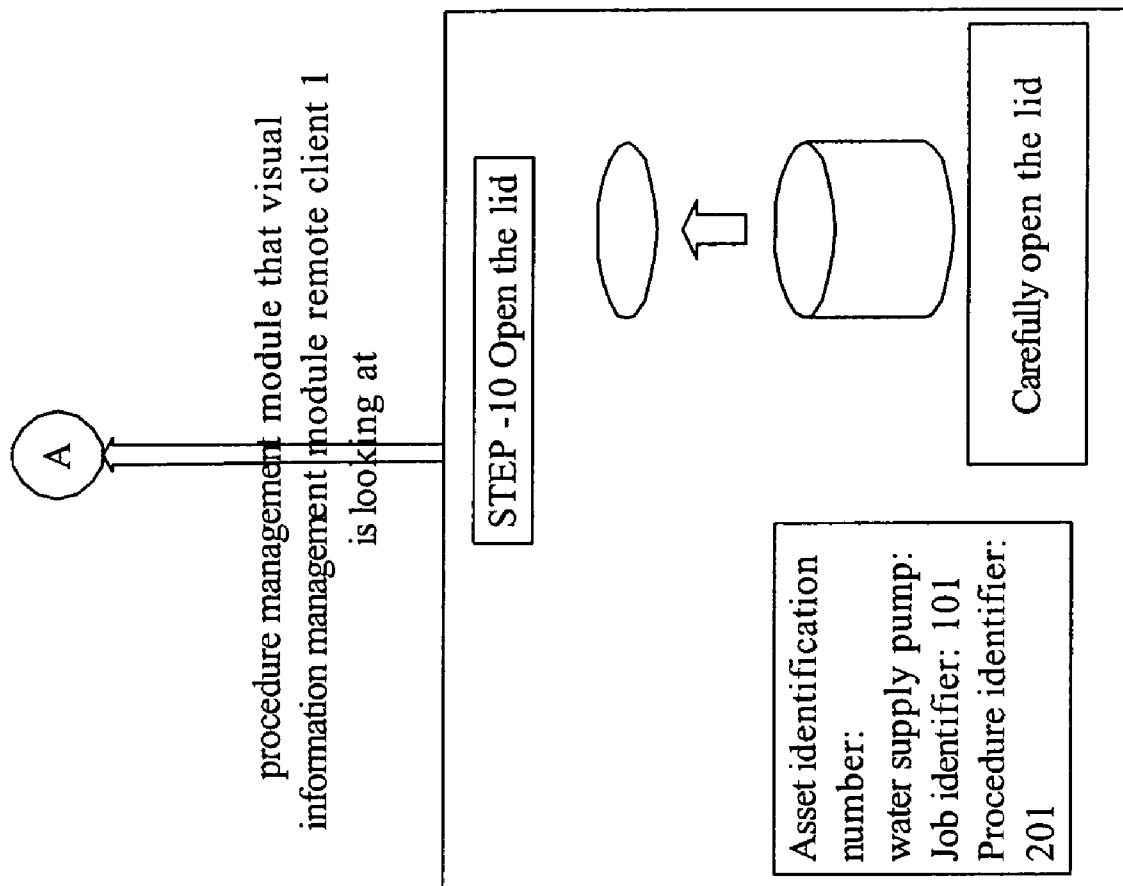 A
procedure management module that visual
information management module remote client 1
is looking at
STEP -10 Open the lid
Asset identification
number:
water supply pump:
Job identifier: 101
Procedure identifier:
201
Carefully open the lid